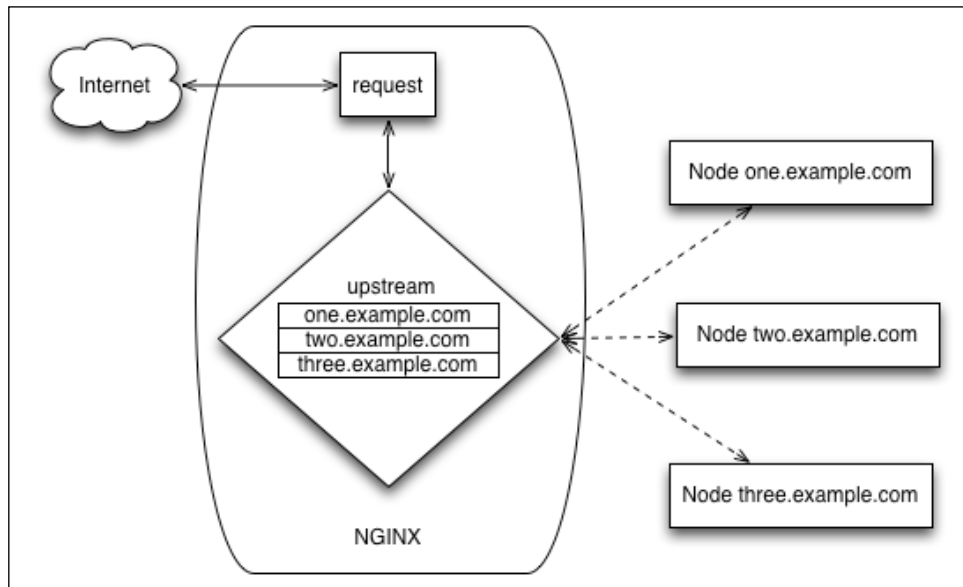 Internet
request
Node one.example.com
upstream
one.example.com
two.example.com
three.example.com
Node two.example.com
Node three.example.com
NGINX